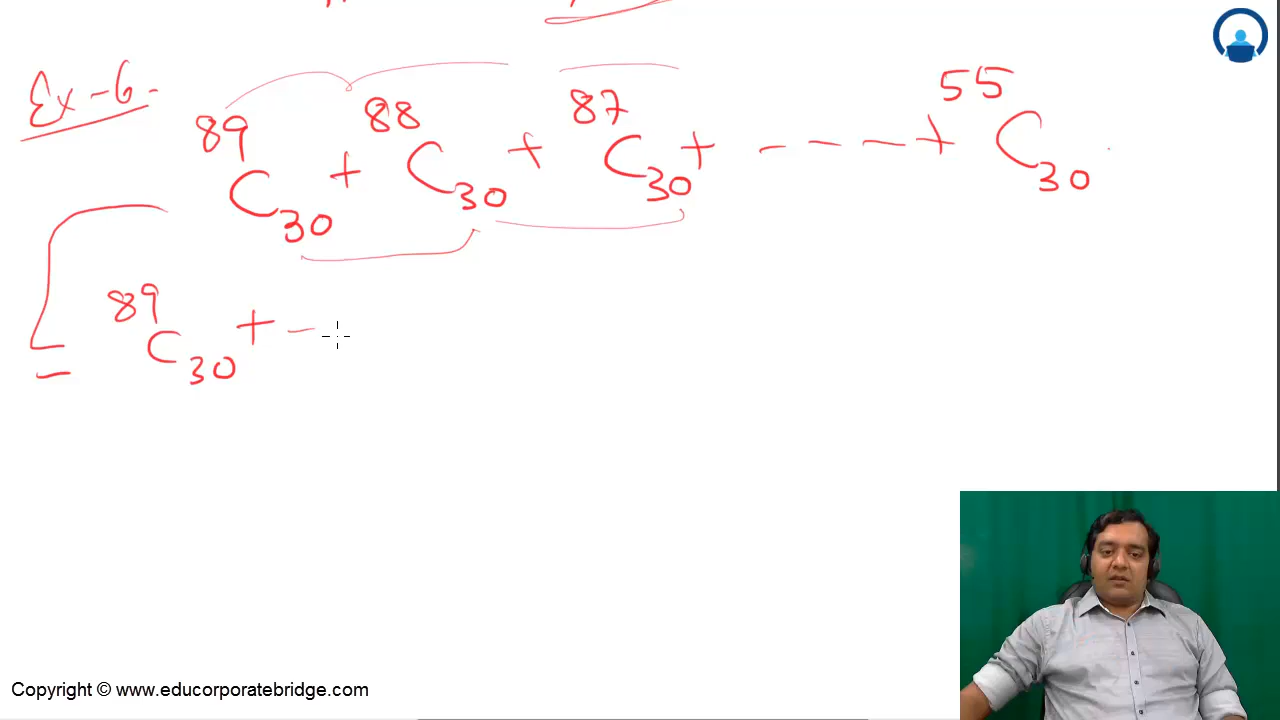 Ex-6.
⁸⁹C₃₀ + ⁸⁸C₃₀ + ⁸⁷C₃₀ + ---- + ⁵⁵C₃₀
⁸⁹C₃₀ + -
Copyright © www.educorporatebridge.com